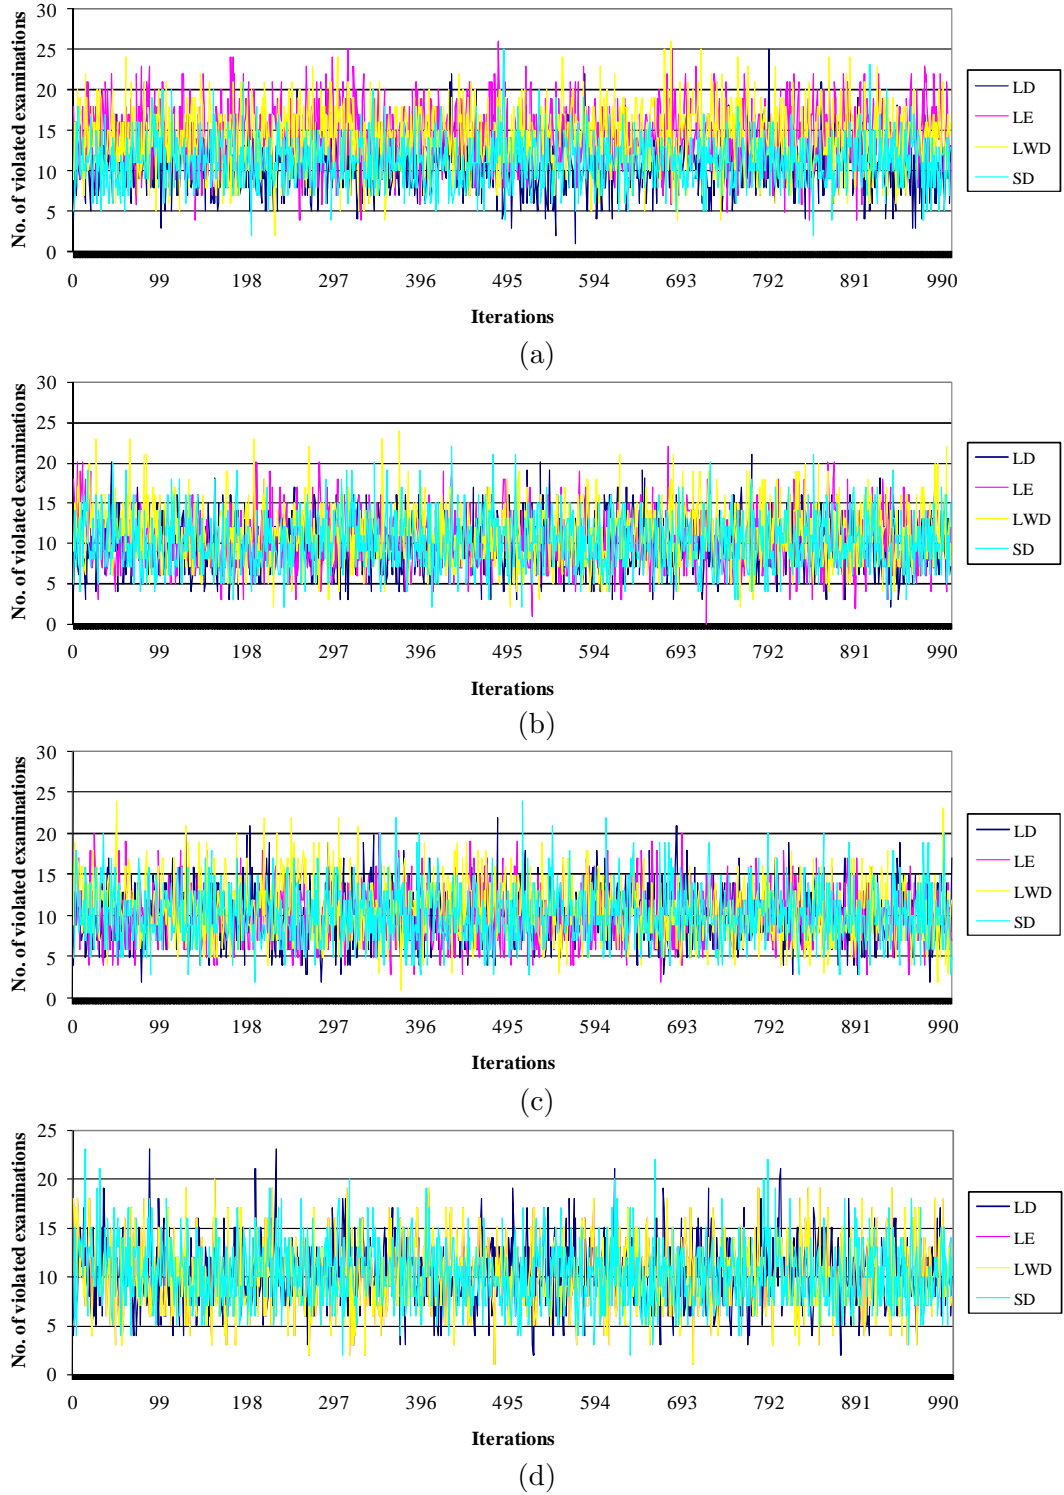 No. of violated examinations
30
25
20
15
10
5
0
0 99 198 297 396 495 594 693 792 891 990
Iterations
LD
LE
LWD
SD
(a)
No. of violated examinations
30
25
20
15
10
5
0
0 99 198 297 396 495 594 693 792 891 990
Iterations
LD
LE
LWD
SD
(b)
No. of violated examinations
30
25
20
15
10
5
0
0 99 198 297 396 495 594 693 792 891 990
Iterations
LD
LE
LWD
SD
(c)
No. of violated examinations
25
20
15
10
5
0
0 99 198 297 396 495 594 693 792 891 990
Iterations
LD
LE
LWD
SD
(d)